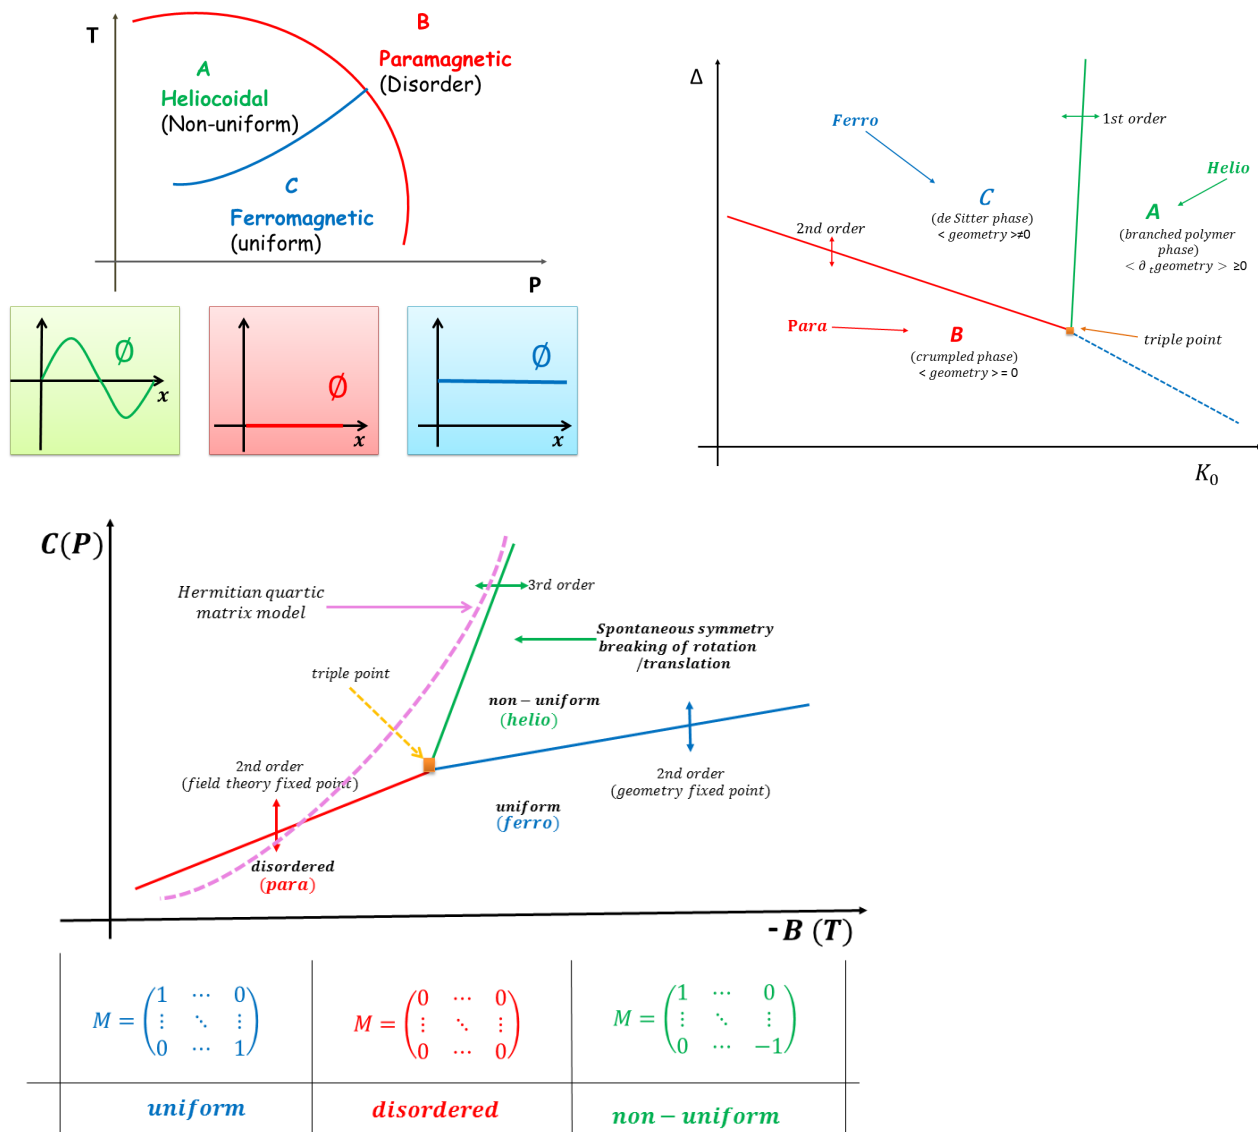 T
A
Heliocoidal
(Non-uniform)
B
Paramagnetic
(Disorder)
C
Ferromagnetic
(uniform)
P
∅
x
∅
x
∅
x
Δ
Ferro
1st order
Helio
C
(de Sitter phase)
< geometry >≠0
A
(branched polymer
phase)
< ∂ t geometry > ≥0
2nd order
Para
B
(crumpled phase)
< geometry > = 0
triple point
K₀
C(P)
Hermitian quartic
matrix model
3rd order
Spontaneous symmetry
breaking of rotation
/translation
triple point
non − uniform
(helio)
2nd order
(field theory fixed point)
2nd order
(geometry fixed point)
uniform
(ferro)
disordered
(para)
-B (T)
1 ⋯ 0
M = ( ⋮ ⋱ ⋮ )
0 ⋯ 1
0 ⋯ 0
M = ( ⋮ ⋱ ⋮ )
0 ⋯ 0
1 ⋯ 0
M = ( ⋮ ⋱ ⋮ )
0 ⋯ −1
uniform
disordered
non − uniform